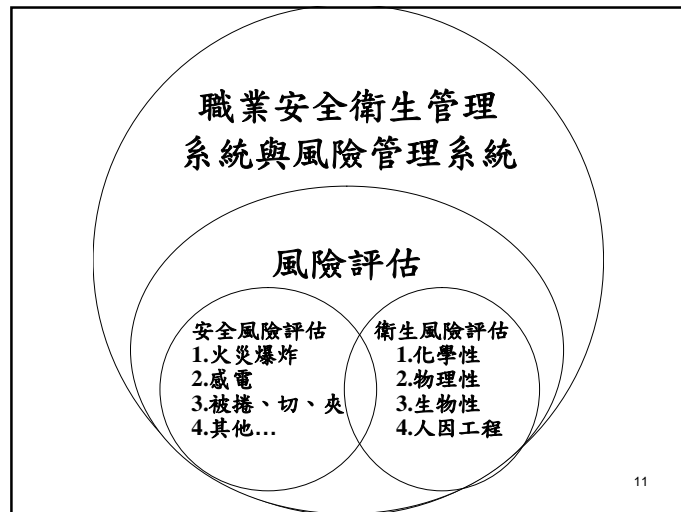 職業安全衛生管理
系統與風險管理系統
風險評估
安全風險評估
1.火災爆炸
2.感電
3.被捲、切、夾
4.其他…
衛生風險評估
1.化學性
2.物理性
3.生物性
4.人因工程
11